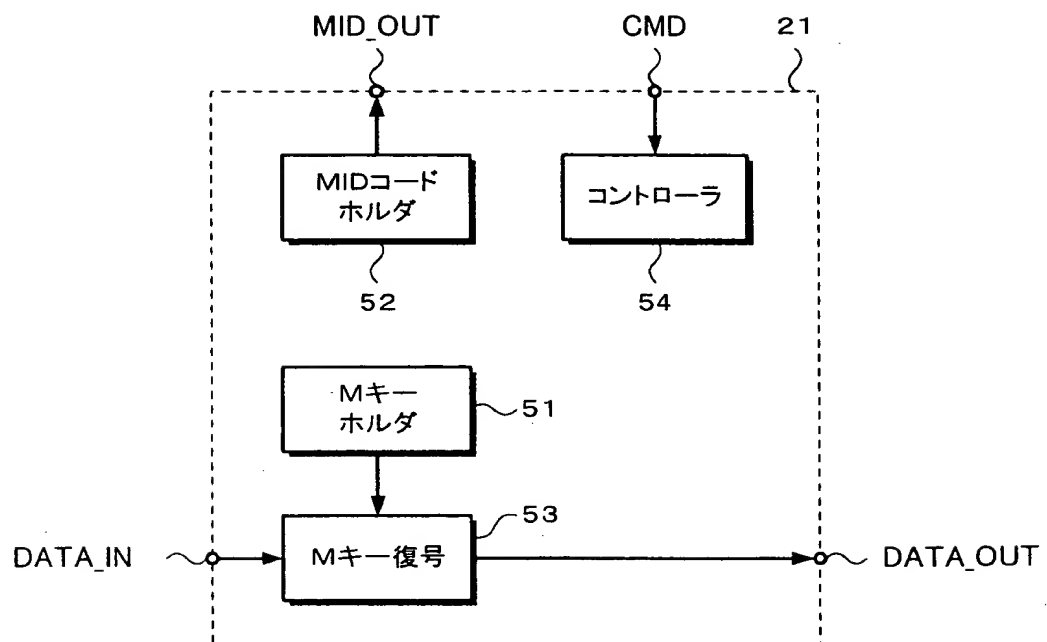 MID_OUT
CMD
21
MIDコード
ホルダ
コントローラ
52
54
Mキー
ホルダ
51
53
DATA_IN
Mキー復号
DATA_OUT